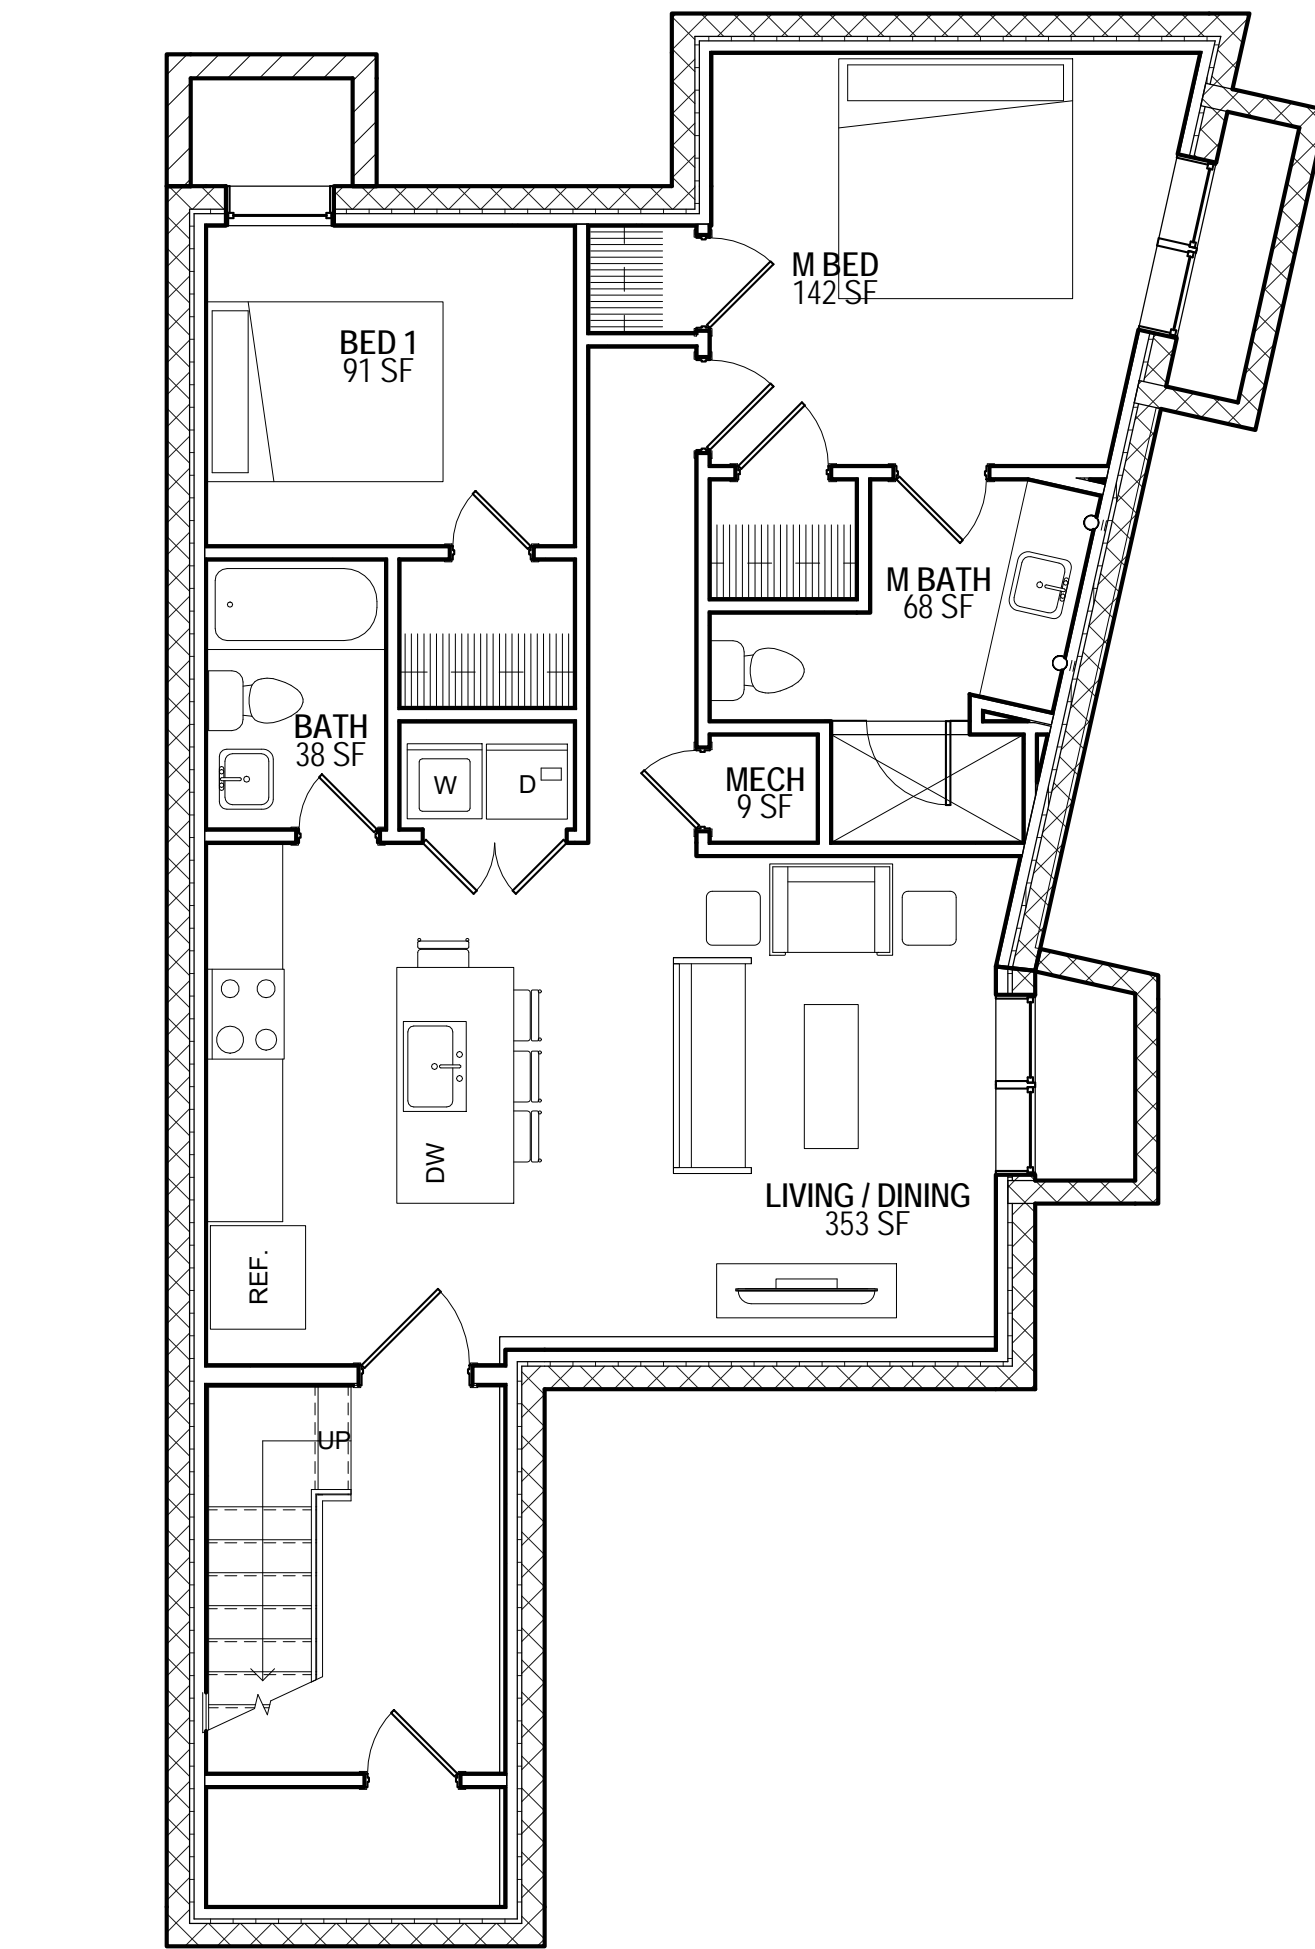 M BED
142 SF
BED 1
91 SF
M BATH
68 SF
BATH
38 SF
W
D
MECH
9 SF
DW
LIVING / DINING
353 SF
REF.
UP